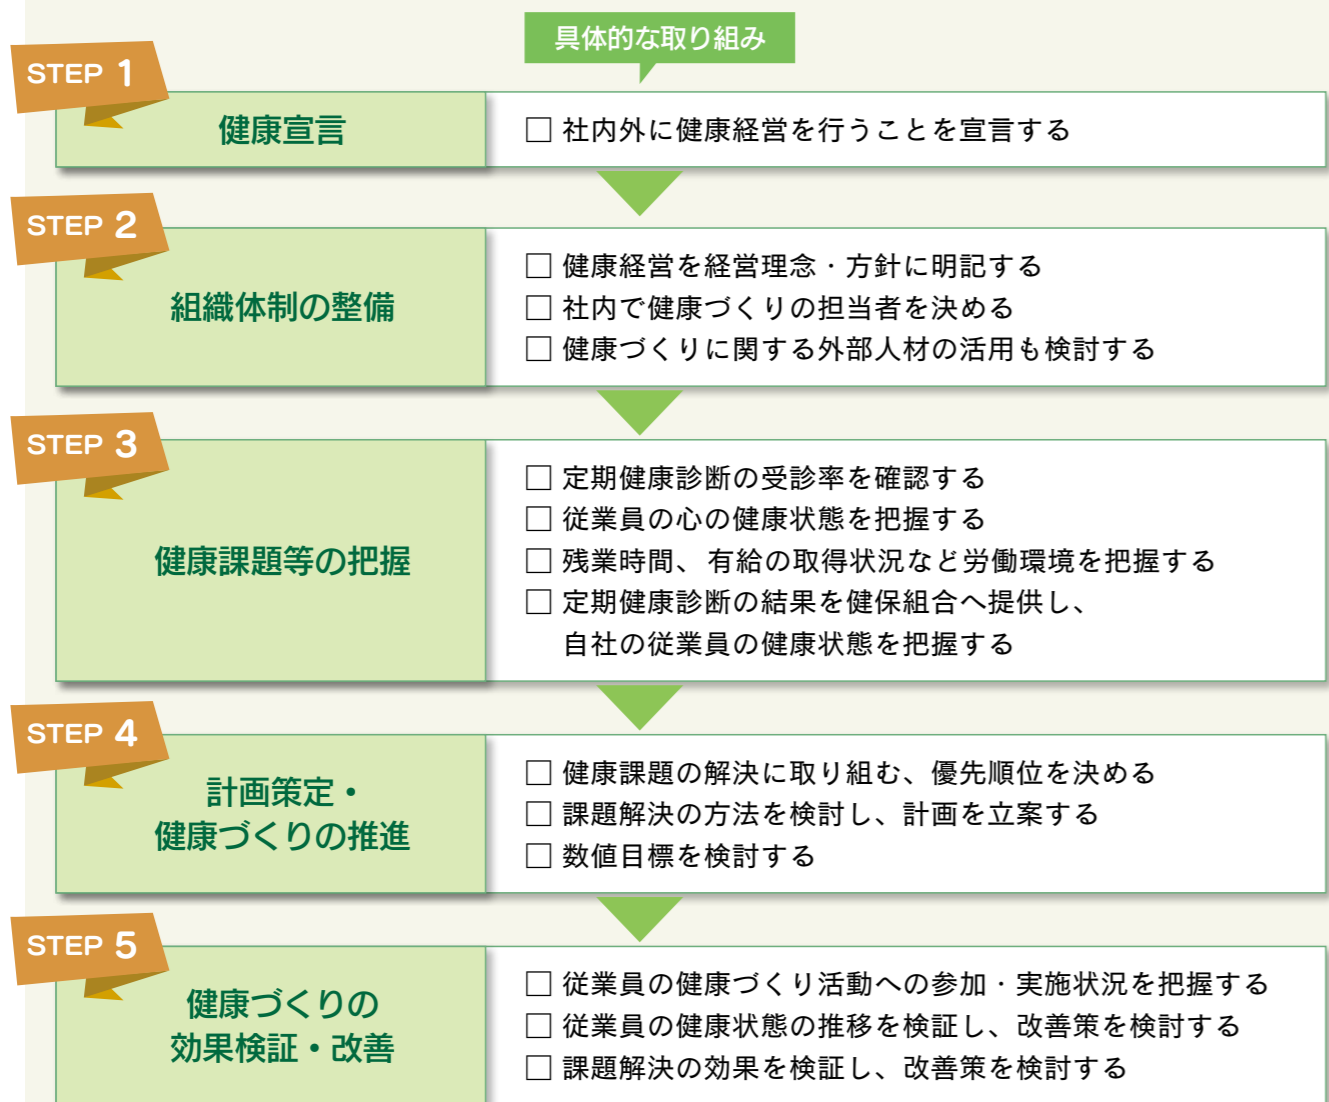 具体的な取り組み
STEP 1
健康宣言
□ 社内外に健康経営を行うことを宣言する
STEP 2
組織体制の整備
□ 健康経営を経営理念・方針に明記する
□ 社内で健康づくりの担当者を決める
□ 健康づくりに関する外部人材の活用も検討する
STEP 3
健康課題等の把握
□ 定期健康診断の受診率を確認する
□ 従業員の心の健康状態を把握する
□ 残業時間、有給の取得状況など労働環境を把握する
□ 定期健康診断の結果を健保組合へ提供し、
自社の従業員の健康状態を把握する
STEP 4
計画策定・
健康づくりの推進
□ 健康課題の解決に取り組む、優先順位を決める
□ 課題解決の方法を検討し、計画を立案する
□ 数値目標を検討する
STEP 5
健康づくりの
効果検証・改善
□ 従業員の健康づくり活動への参加・実施状況を把握する
□ 従業員の健康状態の推移を検証し、改善策を検討する
□ 課題解決の効果を検証し、改善策を検討する